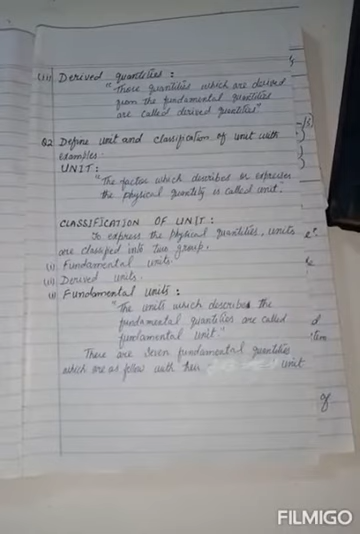 (ii) Derived quantities :
"Those quantities which are derived
from the fundamental quantities
are called derived quantities"
Q2 Define unit and classification of unit with
examples.
UNIT :
"The factor which describes or expresses
the physical quantity is called unit."
CLASSIFICATION OF UNIT :
To express the physical quantities, units
are classified into two group.
(i) Fundamental units.
(ii) Derived units.
(i) Fundamental units :
"The units which describes the
fundamental quantities are called
fundamental unit."
There are seven fundamental quantities
which are as follow with their unit
FILMIGO